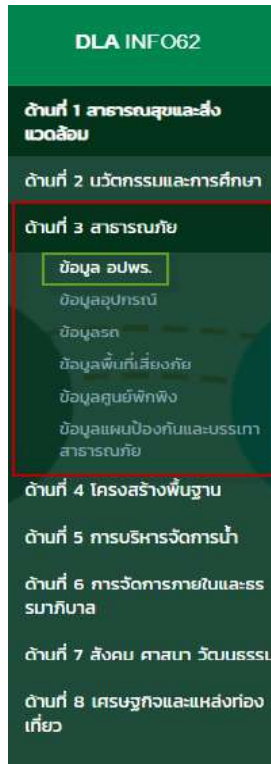 DLA INFO62
ด้านที่ 1 สาธารณสุขและสิ่ง
แวดล้อม
ด้านที่ 2 นวัตกรรมและการศึกษา
ด้านที่ 3 สาธารณภัย
ข้อมูล อปพร.
ข้อมูลอุปกรณ์
ข้อมูลรถ
ข้อมูลพื้นที่เสี่ยงภัย
ข้อมูลศูนย์พักพิง
ข้อมูลแผนป้องกันและบรรเทา
สาธารณภัย
ด้านที่ 4 โครงสร้างพื้นฐาน
ด้านที่ 5 การบริหารจัดการน้ำ
ด้านที่ 6 การจัดการภายในและธร
รมาภิบาล
ด้านที่ 7 สังคม ศาสนา วัฒนธรรม
ด้านที่ 8 เศรษฐกิจและแหล่งท่อง
เที่ยว